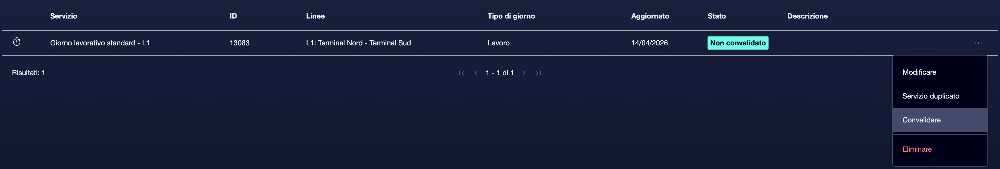 Servizio ID Linee Tipo di giorno Aggiornato Stato Descrizione
Giorno lavorativo standard - L1 13083 L1: Terminal Nord - Terminal Sud Lavoro 14/04/2026 Non convalidato ...
Risultati: 1 1 - 1 di 1
Modificare
Servizio duplicato
Convalidare
Eliminare